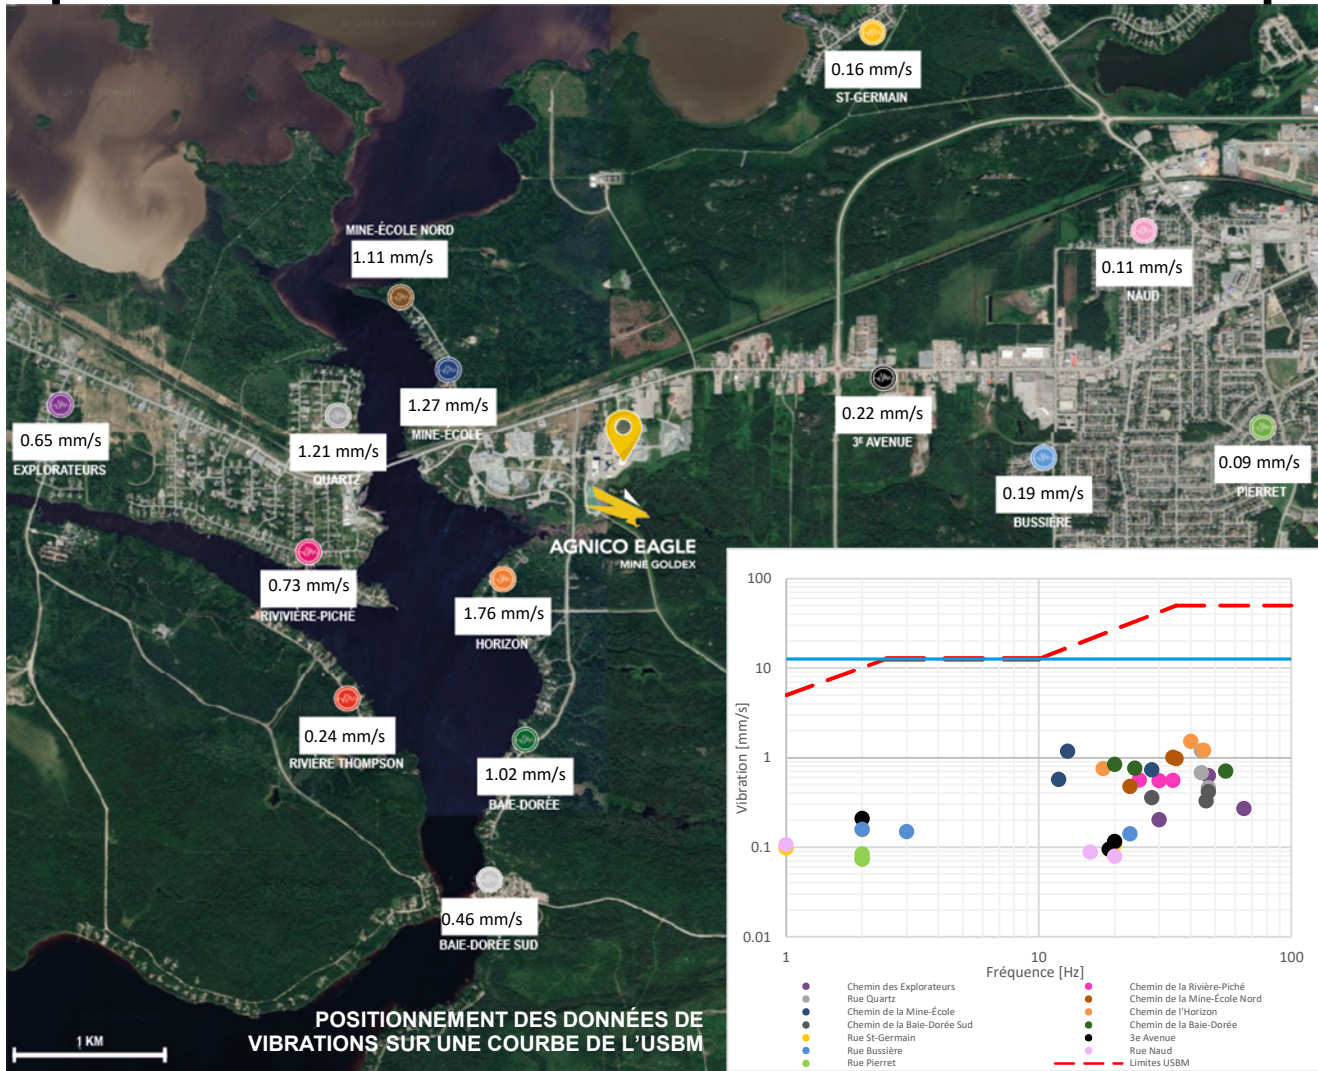 0.16 mm/s
ST-GERMAIN
MINE-ÉCOLE NORD
1.11 mm/s
0.11 mm/s
NAUD
1.27 mm/s
MINE-ÉCOLE
0.65 mm/s
EXPLORATEURS
1.21 mm/s
QUARTZ
0.22 mm/s
3E AVENUE
0.09 mm/s
PIERRET
0.19 mm/s
BUSSIÈRE
AGNICO EAGLE
MINE GOLDEX
0.73 mm/s
RIVIVIÈRE-PICHÉ
1.76 mm/s
HORIZON
0.24 mm/s
RIVIÈRE THOMPSON
1.02 mm/s
BAIE-DORÉE
0.46 mm/s
BAIE-DORÉE SUD
POSITIONNEMENT DES DONNÉES DE
VIBRATIONS SUR UNE COURBE DE L'USBM
1 KM
100
10
1
0.1
0.01
Vibration [mm/s]
1
10
100
Fréquence [Hz]
Chemin des Explorateurs
Chemin de la Rivière-Piché
Rue Quartz
Chemin de la Mine-École Nord
Chemin de la Mine-École
Chemin de l'Horizon
Chemin de la Baie-Dorée Sud
Chemin de la Baie-Dorée
Rue St-Germain
3e Avenue
Rue Bussière
Rue Naud
Rue Pierret
Limites USBM